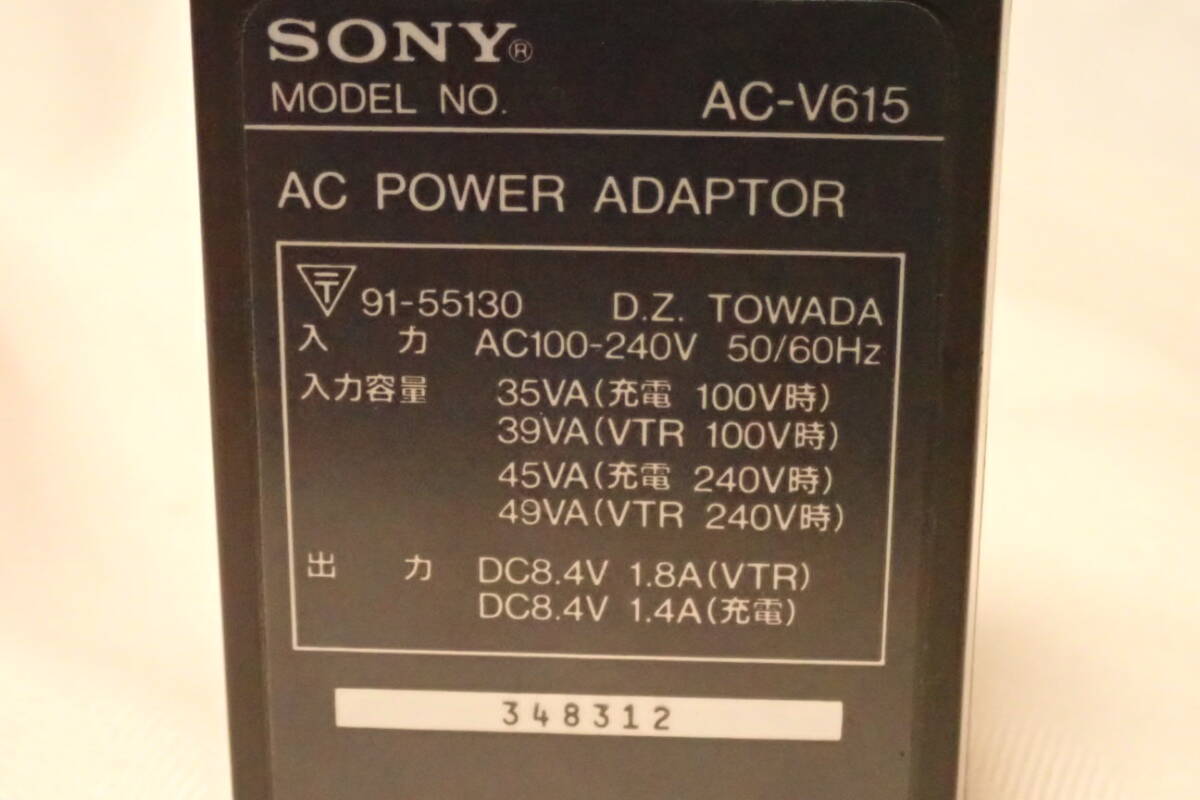 SONY®
MODEL NO. AC-V615
AC POWER ADAPTOR
91-55130 D.Z. TOWADA
入力 AC100-240V 50/60Hz
入力容量 35VA(充電 100V時)
39VA(VTR 100V時)
45VA(充電 240V時)
49VA(VTR 240V時)
出力 DC8.4V 1.8A(VTR)
DC8.4V 1.4A(充電)
348312